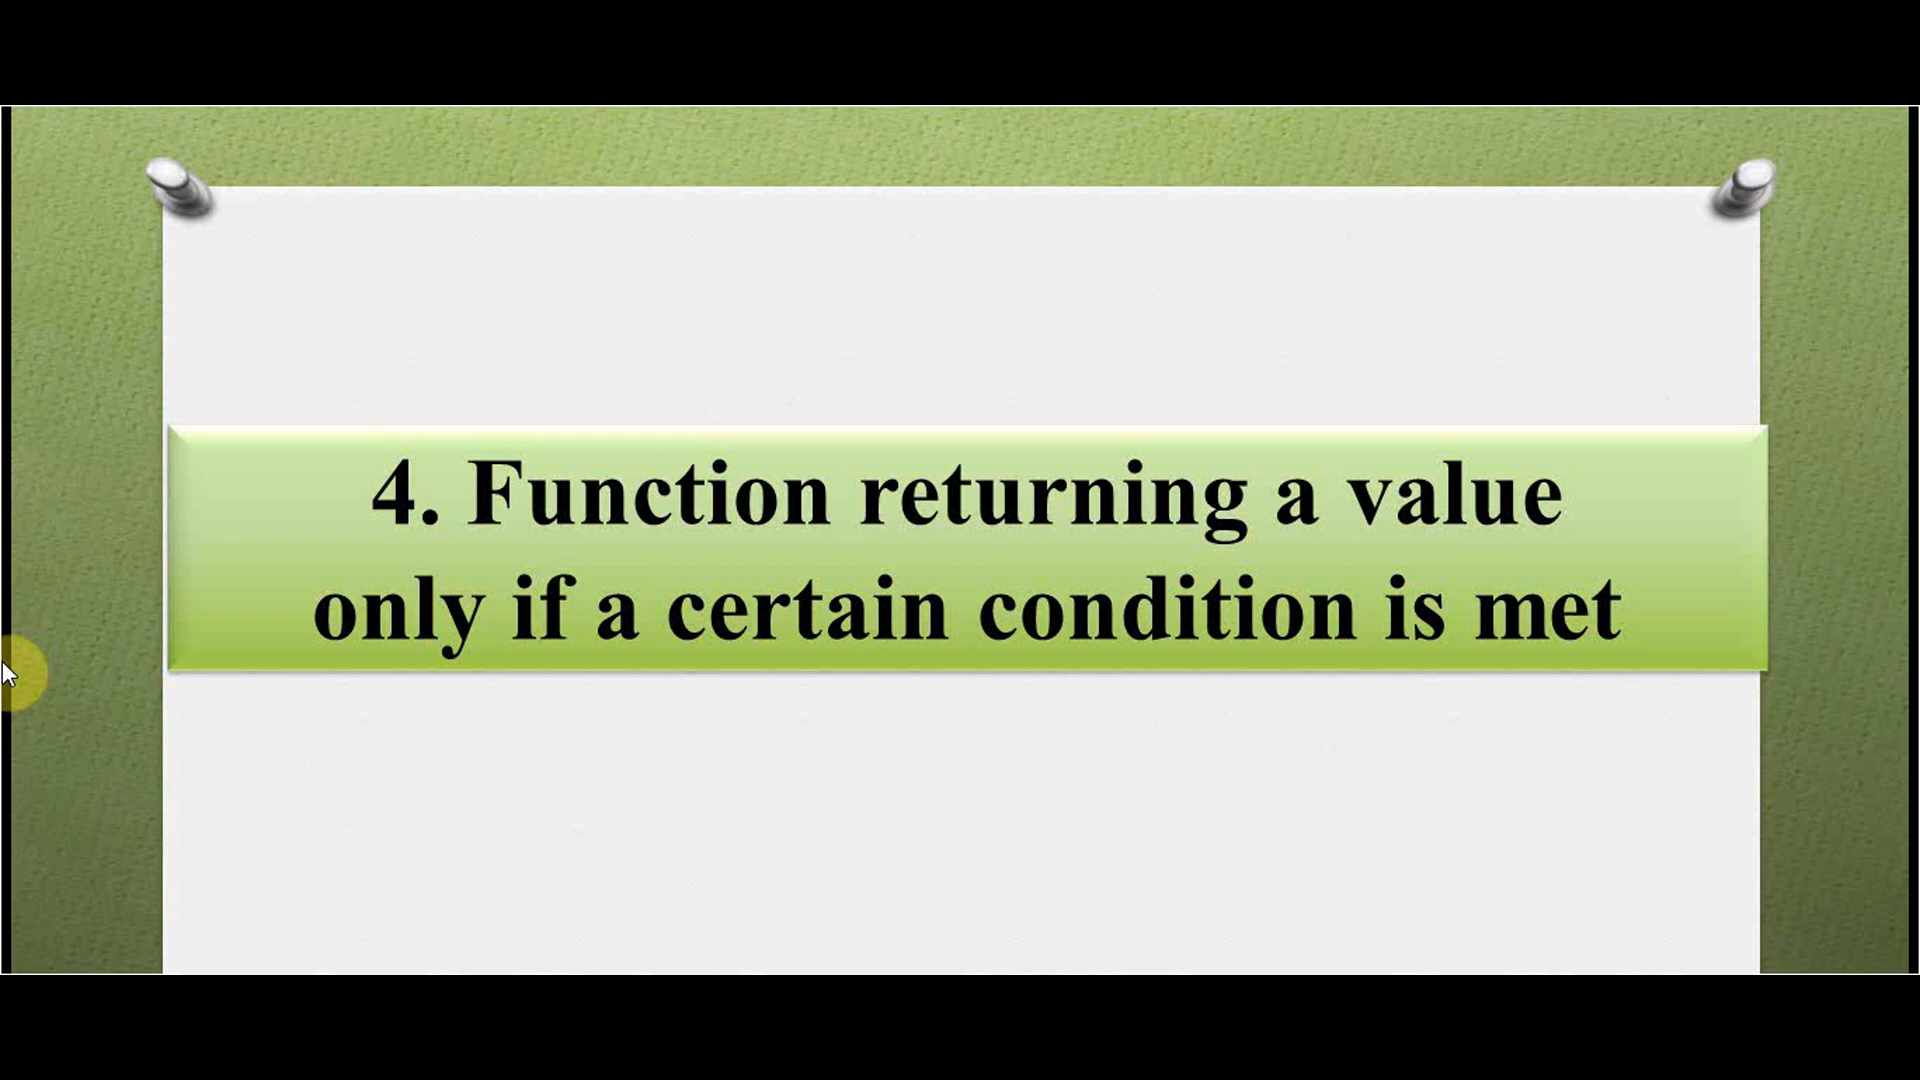 4. Function returning a value
only if a certain condition is met